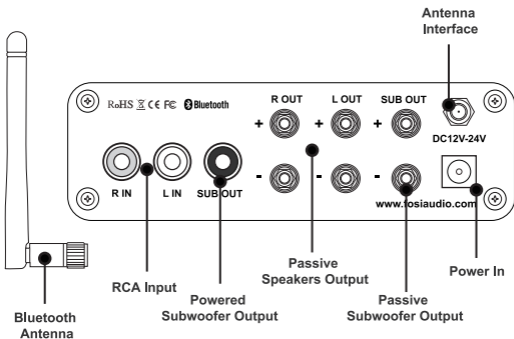 Antenna
Interface
RoHS CE FC Bluetooth
R OUT L OUT SUB OUT
+ + +
DC12V-24V
- - -
R IN L IN SUB OUT
www.fosiaudio.com
RCA Input
Powered
Subwoofer Output
Passive
Speakers Output
Passive
Subwoofer Output
Power In
Bluetooth
Antenna